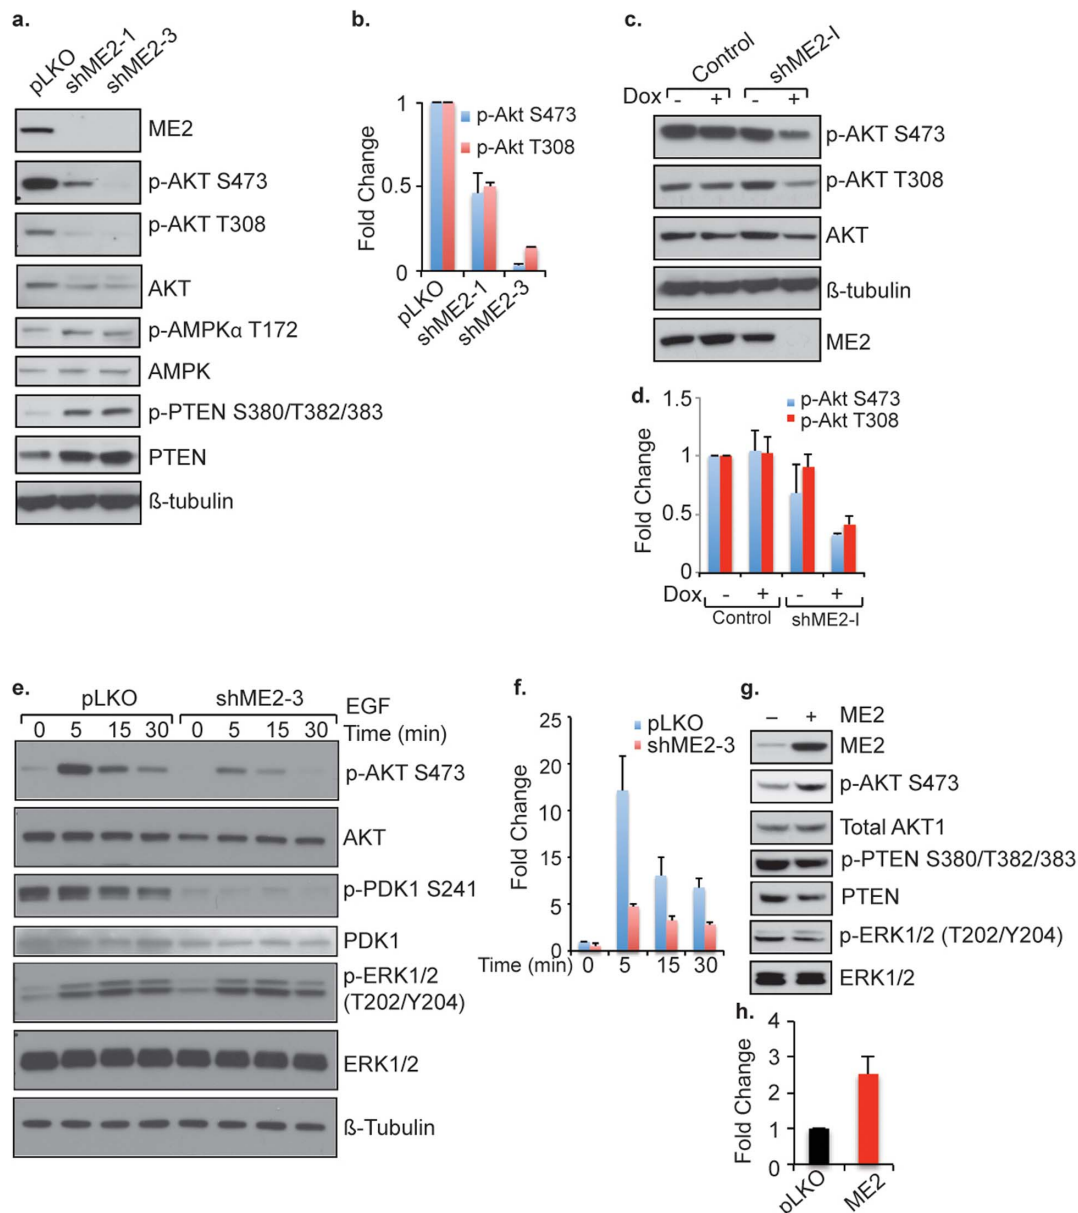 a.
pLKO
shME2-1
shME2-3
ME2
p-AKT S473
p-AKT T308
AKT
p-AMPKα T172
AMPK
p-PTEN S380/T382/383
PTEN
ß-tubulin
b.
1
0.5
0
Fold Change
p-Akt S473
p-Akt T308
pLKO
shME2-1
shME2-3
c.
Control
shME2-I
Dox - + - +
p-AKT S473
p-AKT T308
AKT
ß-tubulin
ME2
d.
1.5
1
0.5
0
Fold Change
p-Akt S473
p-Akt T308
Dox - + - +
Control
shME2-I
e.
pLKO
shME2-3
EGF
0 5 15 30 0 5 15 30 Time (min)
p-AKT S473
AKT
p-PDK1 S241
PDK1
p-ERK1/2
(T202/Y204)
ERK1/2
ß-Tubulin
f.
25
20
10
15
5
0
Fold Change
pLKO
shME2-3
Time (min) 0 5 15 30
g.
– + ME2
ME2
p-AKT S473
Total AKT1
p-PTEN S380/T382/383
PTEN
p-ERK1/2 (T202/Y204)
ERK1/2
h.
4
3
2
1
0
Fold Change
pLKO
ME2